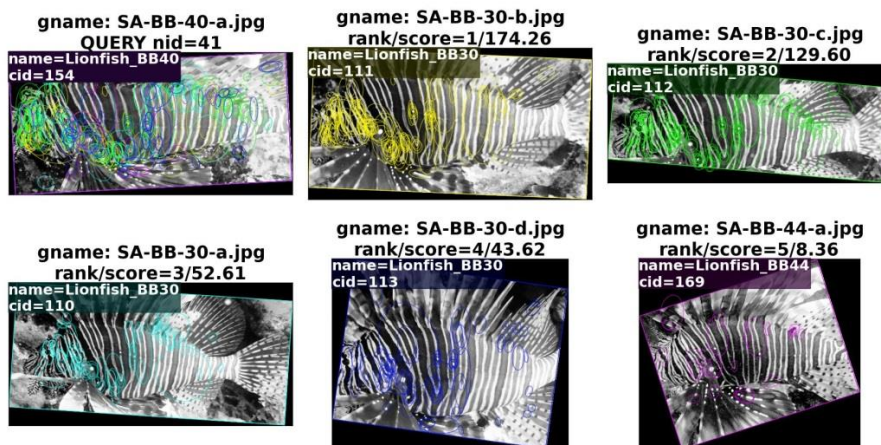 gname: SA-BB-40-a.jpg
QUERY nid=41
name=Lionfish_BB40
cid=154
gname: SA-BB-30-b.jpg
rank/score=1/174.26
name=Lionfish_BB30
cid=111
gname: SA-BB-30-c.jpg
rank/score=2/129.60
name=Lionfish_BB30
cid=112
gname: SA-BB-30-a.jpg
rank/score=3/52.61
name=Lionfish_BB30
cid=110
gname: SA-BB-30-d.jpg
rank/score=4/43.62
name=Lionfish_BB30
cid=113
gname: SA-BB-44-a.jpg
rank/score=5/8.36
name=Lionfish_BB44
cid=169